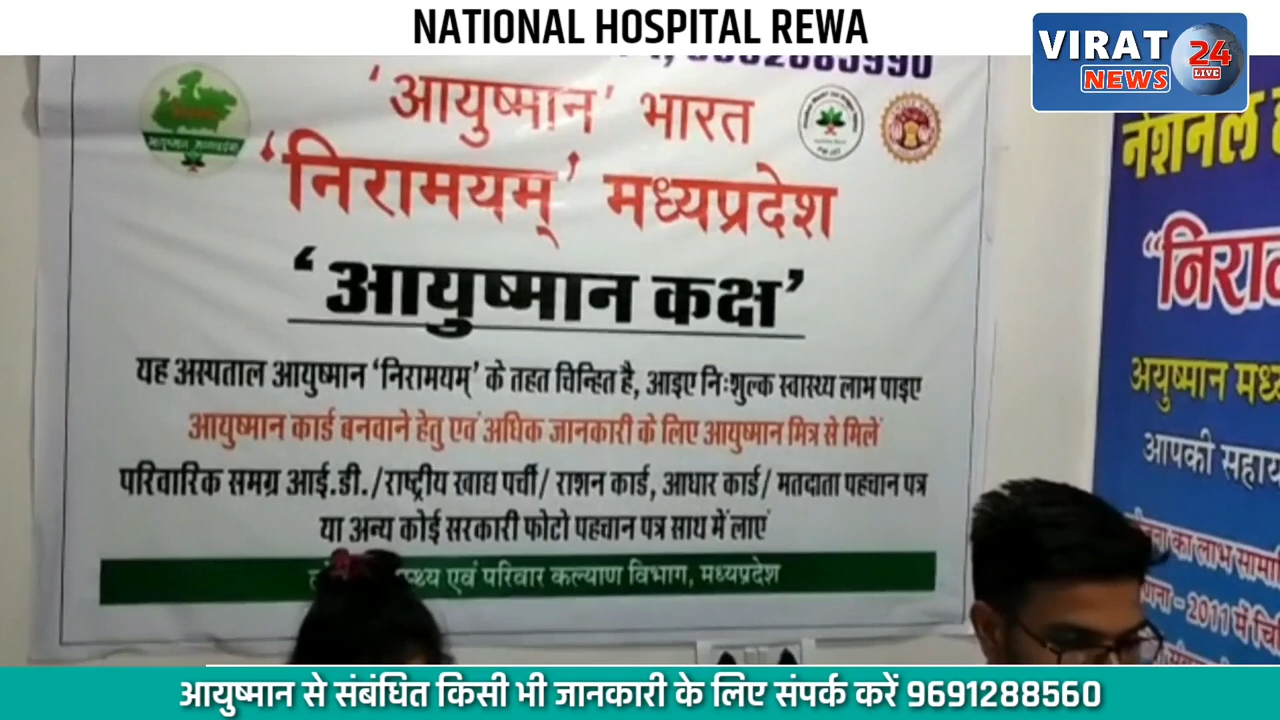 NATIONAL HOSPITAL REWA
VIRAT
24
LIVE
NEWS
'आयुष्मान' भारत
'निरामयम्' मध्यप्रदेश
'आयुष्मान कक्ष'
यह अस्पताल आयुष्मान 'निरामयम्' के तहत चिन्हित है, आइए निःशुल्क स्वास्थ्य लाभ पाइए
आयुष्मान कार्ड बनवाने हेतु एवं अधिक जानकारी के लिए आयुष्मान मित्र से मिलें
परिवारिक समग्र आई.डी./राष्ट्रीय खाद्य पर्ची/ राशन कार्ड, आधार कार्ड/ मतदाता पहचान पत्र
या अन्य कोई सरकारी फोटो पहचान पत्र साथ में लाएं
एवं परिवार कल्याण विभाग, मध्यप्रदेश
नेशनल
"निरा
अयुष्मान मध्य
आपकी सहाय
का लाभ सामा
- 2011 में चि
आयुष्मान से संबंधित किसी भी जानकारी के लिए संपर्क करें 9691288560